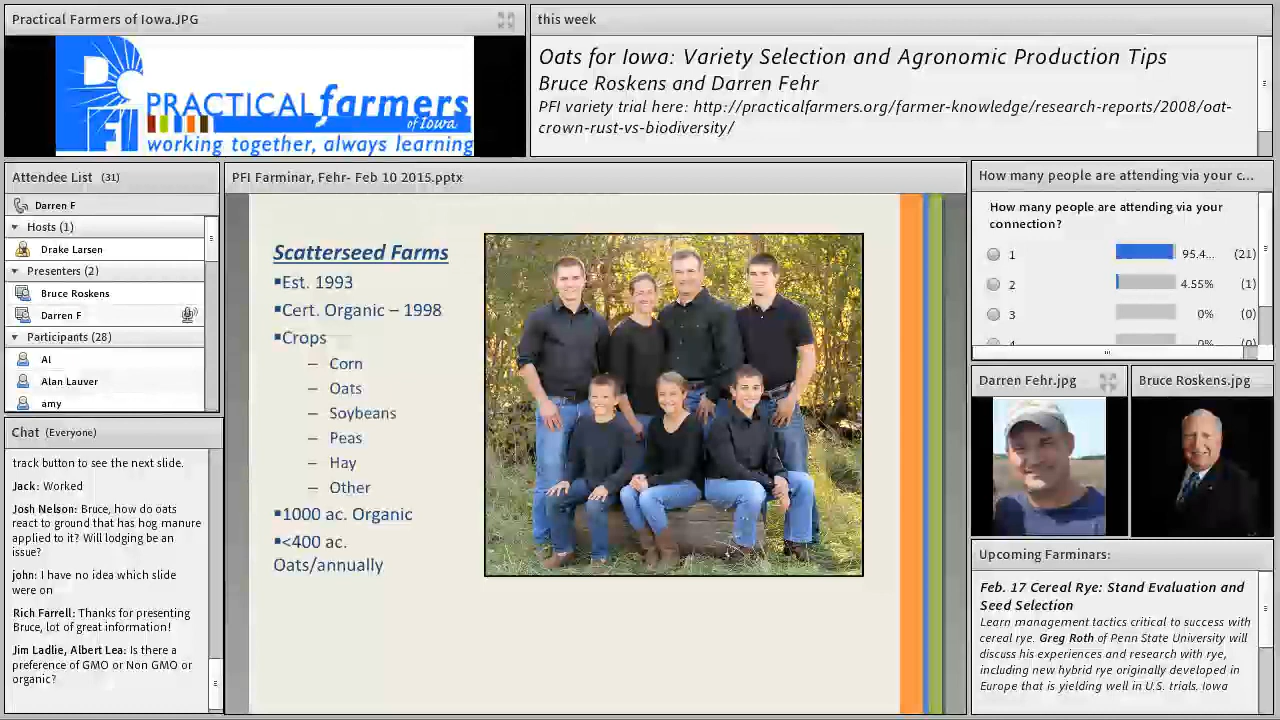 Practical Farmers of Iowa.JPG
PRACTICAL farmers
of Iowa
working together, always learning
PFI
this week
Oats for Iowa: Variety Selection and Agronomic Production Tips
Bruce Roskens and Darren Fehr
PFI variety trial here: http://practicalfarmers.org/farmer-knowledge/research-reports/2008/oat-
crown-rust-vs-biodiversity/
Attendee List (31)
Darren F
Hosts (1)
Drake Larsen
Presenters (2)
Bruce Roskens
Darren F
Participants (28)
Al
Alan Lauver
amy
Chat (Everyone)
track button to see the next slide.
Jack: Worked
Josh Nelson: Bruce, how do oats
react to ground that has hog manure
applied to it? Will lodging be an
issue?
john: I have no idea which slide
were on
Rich Farrell: Thanks for presenting
Bruce, lot of great information!
Jim Ladlie, Albert Lea: Is there a
preference of GMO or Non GMO or
organic?
PFI Farminar, Fehr- Feb 10 2015.pptx
Scatterseed Farms
▪Est. 1993
▪Cert. Organic – 1998
▪Crops
– Corn
– Oats
– Soybeans
– Peas
– Hay
– Other
▪1000 ac. Organic
▪<400 ac.
Oats/annually
How many people are attending via your c...
How many people are attending via your
connection?
1 95.4... (21)
2 4.55% (1)
3 0% (0)
4 0% (0)
Darren Fehr.jpg
Bruce Roskens.jpg
Upcoming Farminars:
Feb. 17 Cereal Rye: Stand Evaluation and
Seed Selection
Learn management tactics critical to success with
cereal rye. Greg Roth of Penn State University will
discuss his experiences and research with rye,
including new hybrid rye originally developed in
Europe that is yielding well in U.S. trials. Iowa